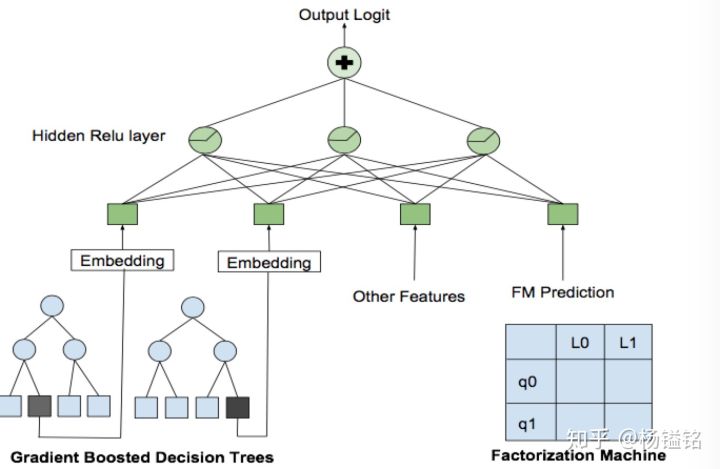 Output Logit
Hidden Relu layer
Embedding
Embedding
Other Features
FM Prediction
L0
L1
q0
q1
Gradient Boosted Decision Trees
Factorization Machine
知乎 @杨镒铭